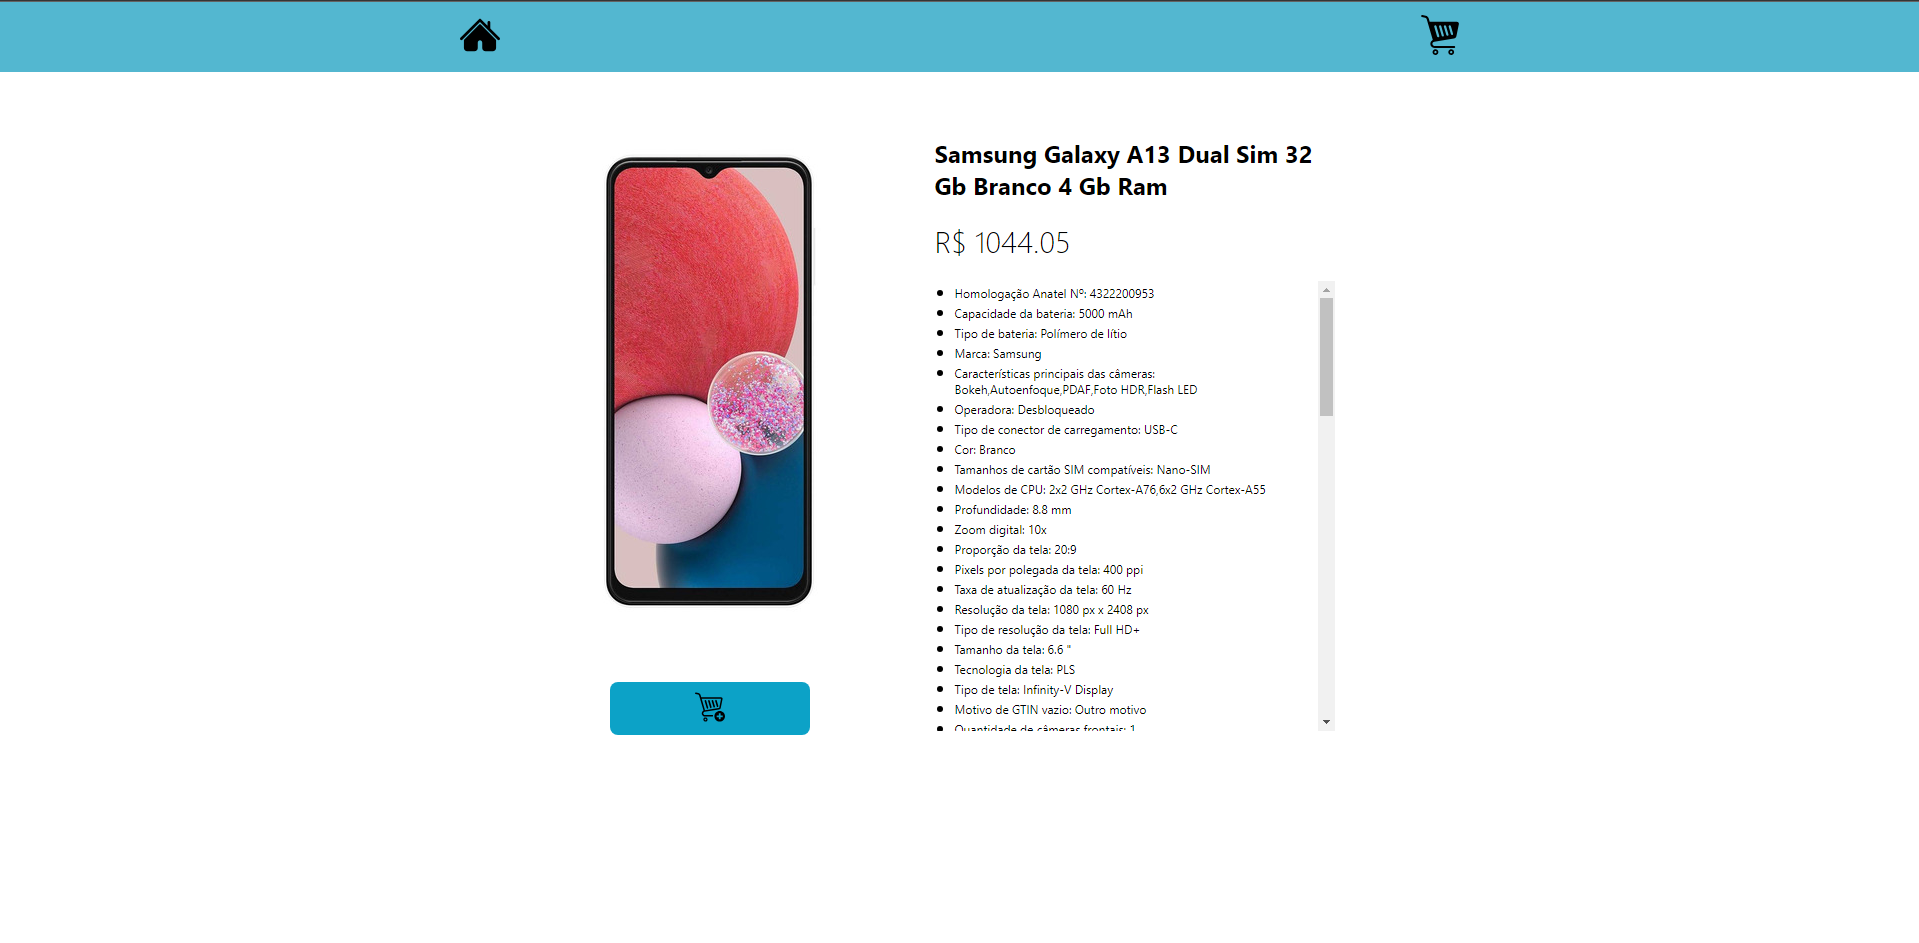 Samsung Galaxy A13 Dual Sim 32
Gb Branco 4 Gb Ram
R$ 1044.05
Homologação Anatel Nº: 4322200953
Capacidade da bateria: 5000 mAh
Tipo de bateria: Polímero de lítio
Marca: Samsung
Características principais das câmeras:
Bokeh,Autoenfoque,PDAF,Foto HDR,Flash LED
Operadora: Desbloqueado
Tipo de conector de carregamento: USB-C
Cor: Branco
Tamanhos de cartão SIM compatíveis: Nano-SIM
Modelos de CPU: 2x2 GHz Cortex-A76,6x2 GHz Cortex-A55
Profundidade: 8.8 mm
Zoom digital: 10x
Proporção da tela: 20:9
Pixels por polegada da tela: 400 ppi
Taxa de atualização da tela: 60 Hz
Resolução da tela: 1080 px x 2408 px
Tipo de resolução da tela: Full HD+
Tamanho da tela: 6.6 "
Tecnologia da tela: PLS
Tipo de tela: Infinity-V Display
Motivo de GTIN vazio: Outro motivo
Quantidade de câmeras frontais: 1